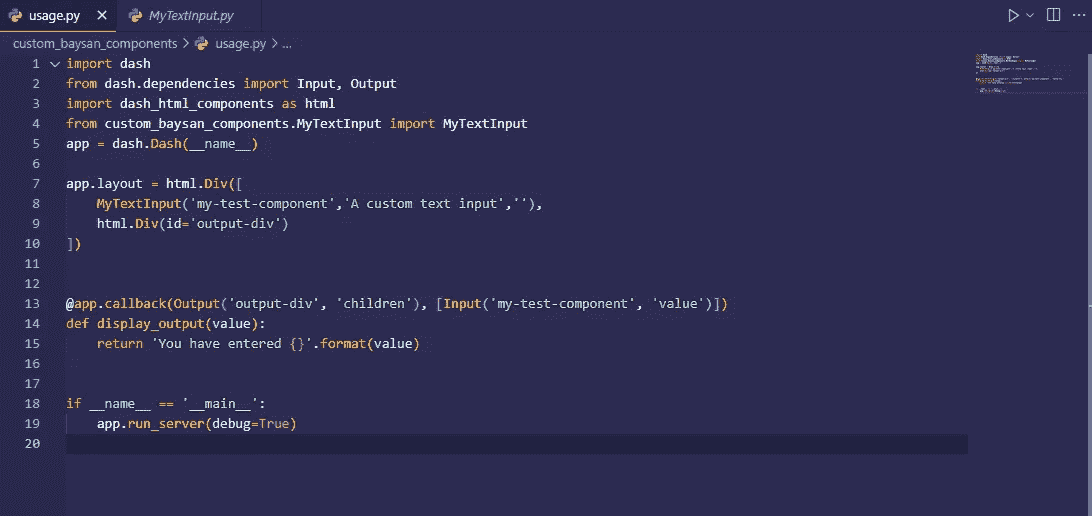 usage.py MyTextInput.py
custom_baysan_components > usage.py > ...
1 import dash
2 from dash.dependencies import Input, Output
3 import dash_html_components as html
4 from custom_baysan_components.MyTextInput import MyTextInput
5 app = dash.Dash(__name__)
6
7 app.layout = html.Div([
8     MyTextInput('my-test-component','A custom text input',''),
9     html.Div(id='output-div')
10 ])
11
12
13 @app.callback(Output('output-div', 'children'), [Input('my-test-component', 'value')])
14 def display_output(value):
15     return 'You have entered {}'.format(value)
16
17
18 if __name__ == '__main__':
19     app.run_server(debug=True)
20